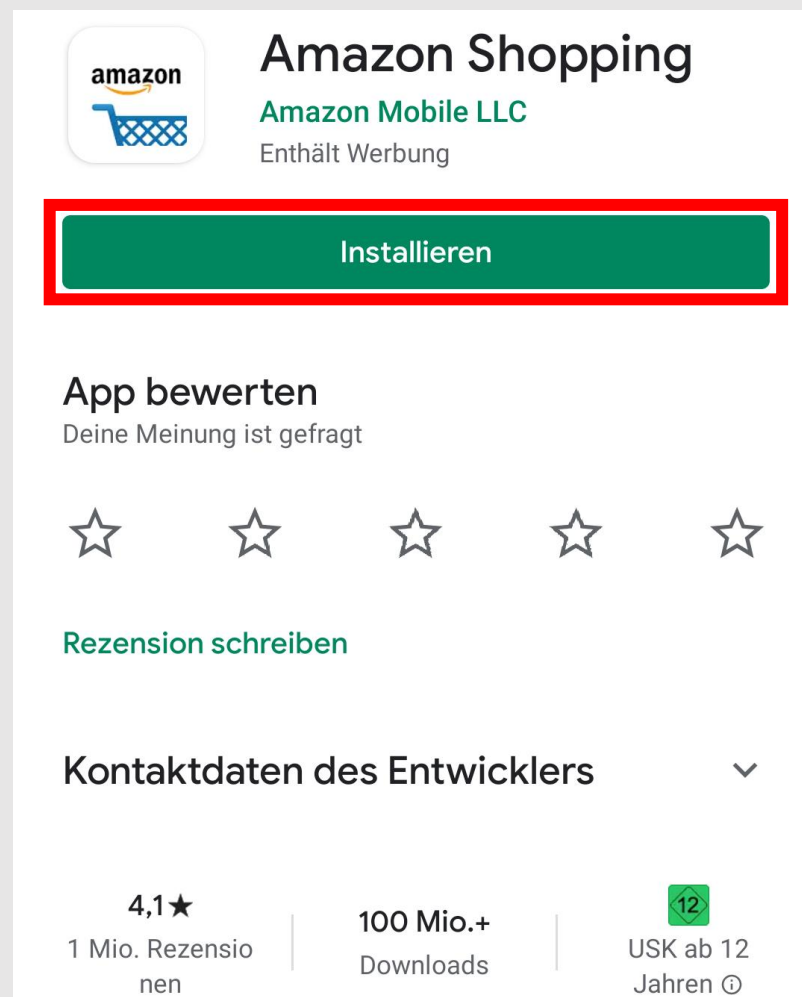 amazon
Amazon Shopping
Amazon Mobile LLC
Enthält Werbung
Installieren
App bewerten
Deine Meinung ist gefragt
Rezension schreiben
Kontaktdaten des Entwicklers
4,1★
1 Mio. Rezensio
nen
100 Mio.+
Downloads
12
USK ab 12
Jahren ⓘ